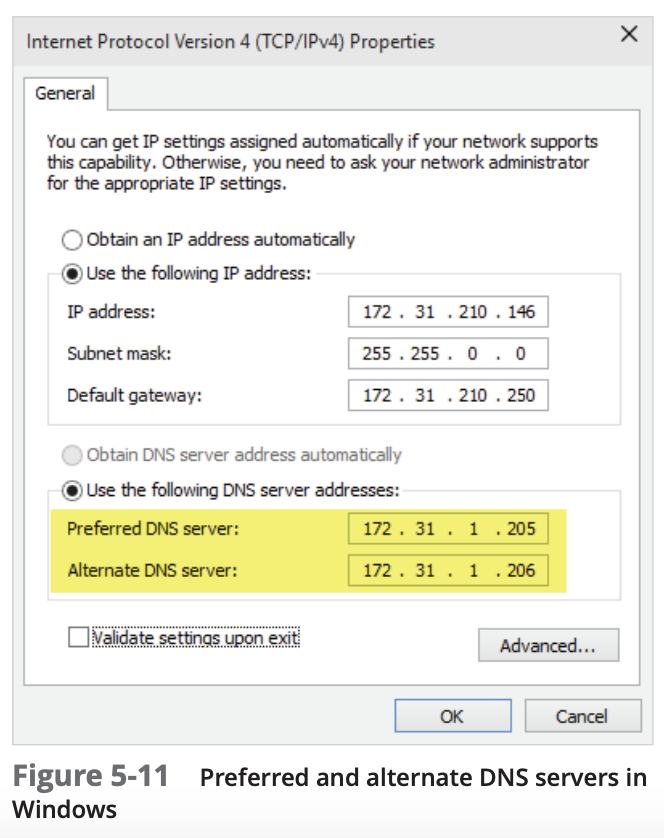 Internet Protocol Version 4 (TCP/IPv4) Properties
General
You can get IP settings assigned automatically if your network supports
this capability. Otherwise, you need to ask your network administrator
for the appropriate IP settings.
Obtain an IP address automatically
Use the following IP address:
IP address: 172 . 31 . 210 . 146
Subnet mask: 255 . 255 . 0 . 0
Default gateway: 172 . 31 . 210 . 250
Obtain DNS server address automatically
Use the following DNS server addresses:
Preferred DNS server: 172 . 31 . 1 . 205
Alternate DNS server: 172 . 31 . 1 . 206
Validate settings upon exit
Advanced...
OK Cancel
Figure 5-11 Preferred and alternate DNS servers in
Windows